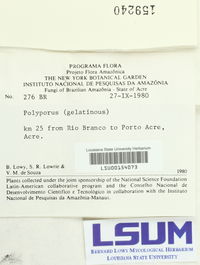 159240
PROGRAMA FLORA
Projeto Flora Amazônica
THE NEW YORK BOTANICAL GARDEN
INSTITUTO NACIONAL DE PESQUISAS DA AMAZÔNIA
Fungi of Brazilian Amazônia - State of Acre
No. 276 BR 27-IX-1980
Polyporus (gelatinous)
km 25 from Rio Branco to Porto Acre,
Acre.
Louisiana State University Herbarium
LSU00154073
B. Lowy, S. R. Lowrie &
V. M. de Souza 1980
Plants collected under the joint sponsorship of the National Science Foundation
Latin-American collaborative program and the Conselho Nacional de
Desenvolvimento Científico e Tecnológico in collaboration with the Instituto
Nacional de Pesquisas da Amazônia-Manaus.
LSUM
BERNARD LOWY MYCOLOGICAL HERBARIUM
LOUISIANA STATE UNIVERSITY